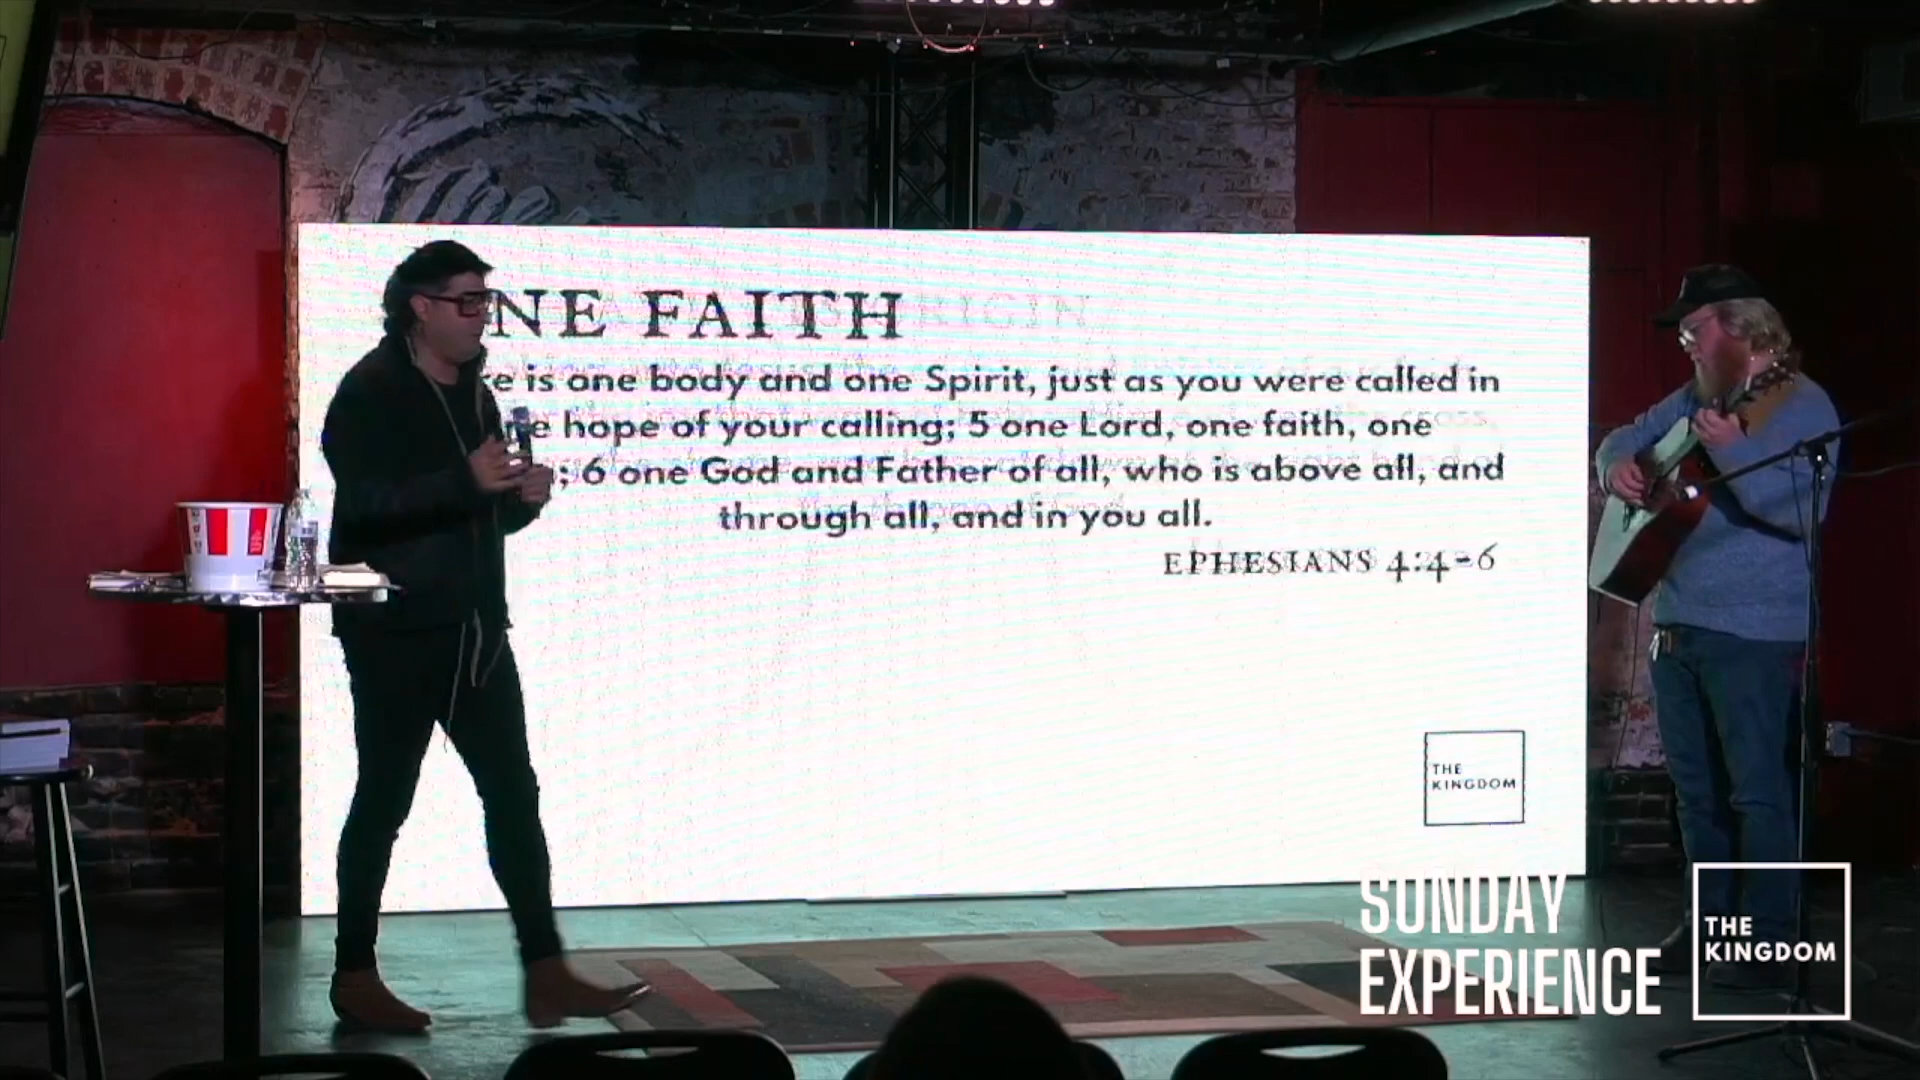 NE FAITH
e is one body and one Spirit, just as you were called in
e hope of your calling; 5 one Lord, one faith, one
; 6 one God and Father of all, who is above all, and
through all, and in you all.
EPHESIANS 4:4-6
THE
KINGDOM
SUNDAY
EXPERIENCE
THE
KINGDOM